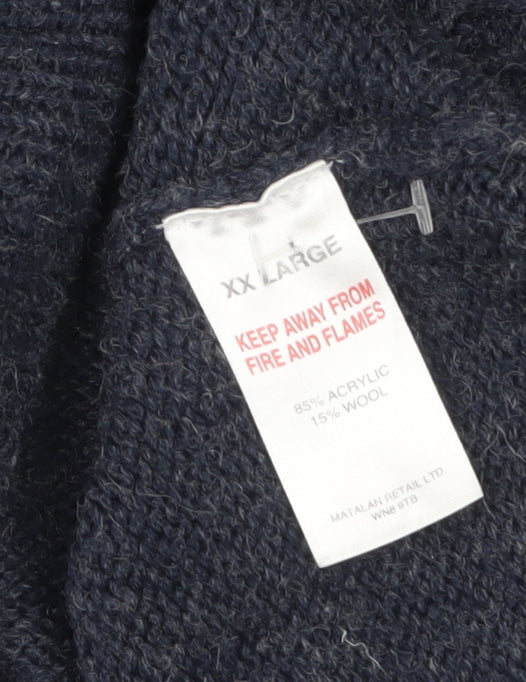 XX LARGE
KEEP AWAY FROM
FIRE AND FLAMES
85% ACRYLIC
15% WOOL
MATALAN RETAIL LTD.
WN8 9TB